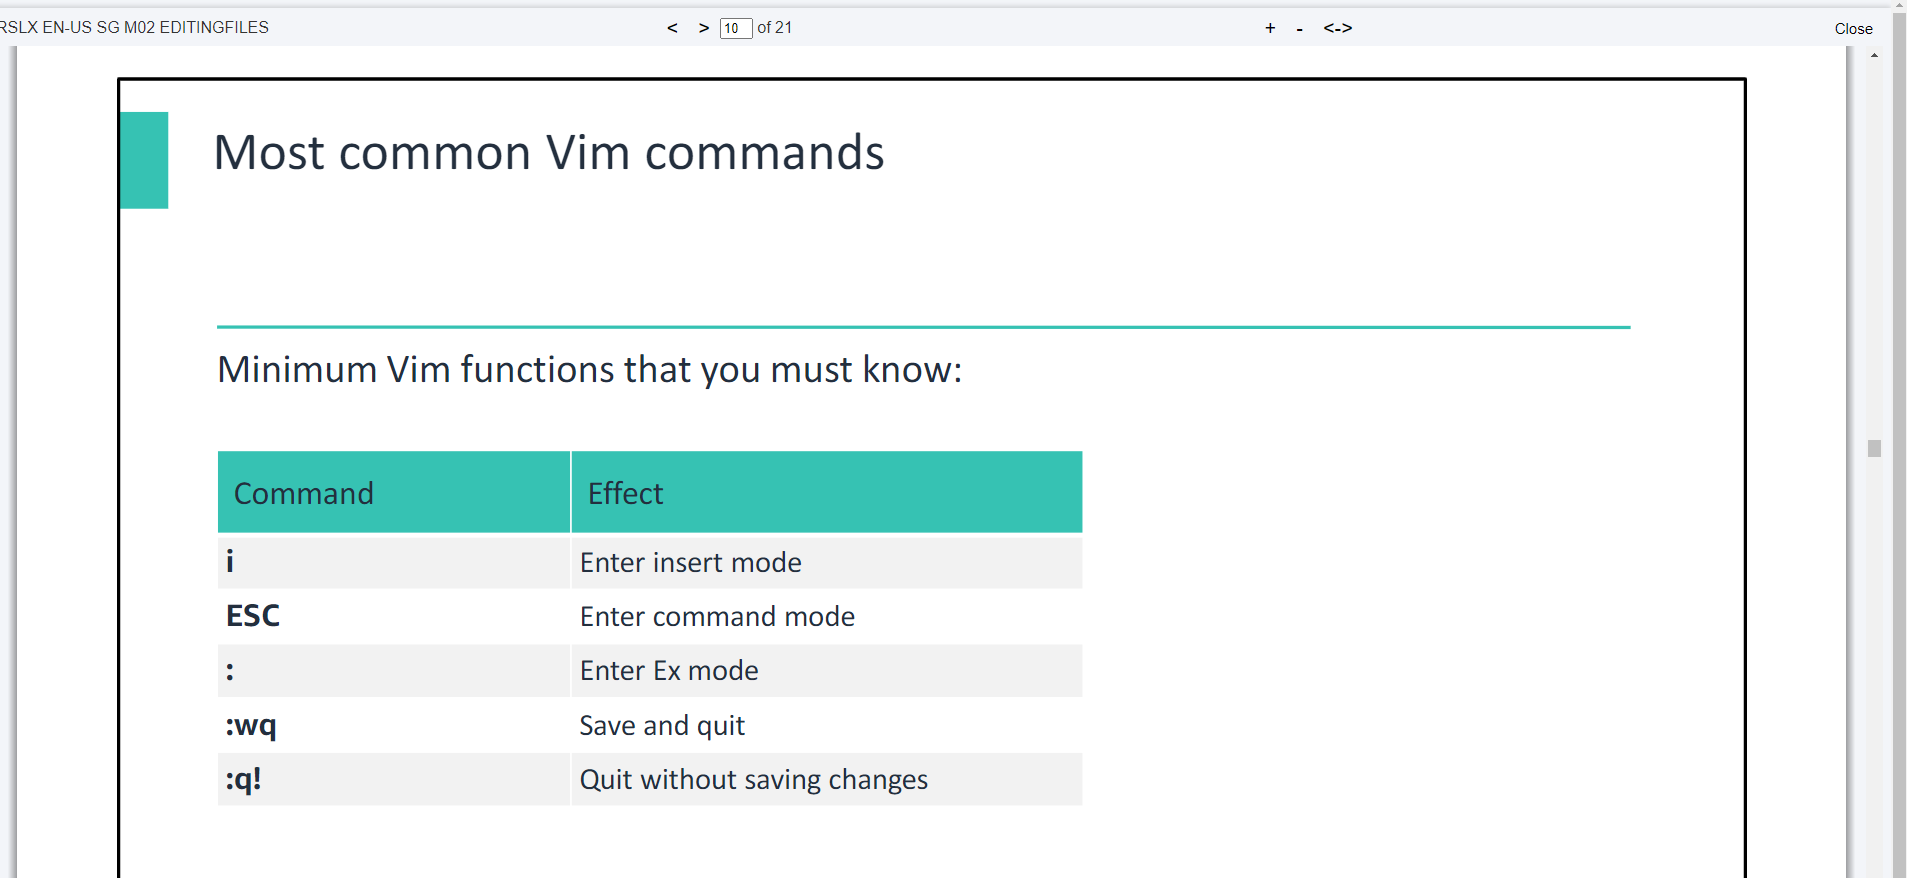 RSLX EN-US SG M02 EDITINGFILES
< > 10 of 21
+ - <->
Close
Most common Vim commands
Minimum Vim functions that you must know:
Command Effect
i Enter insert mode
ESC Enter command mode
: Enter Ex mode
:wq Save and quit
:q! Quit without saving changes